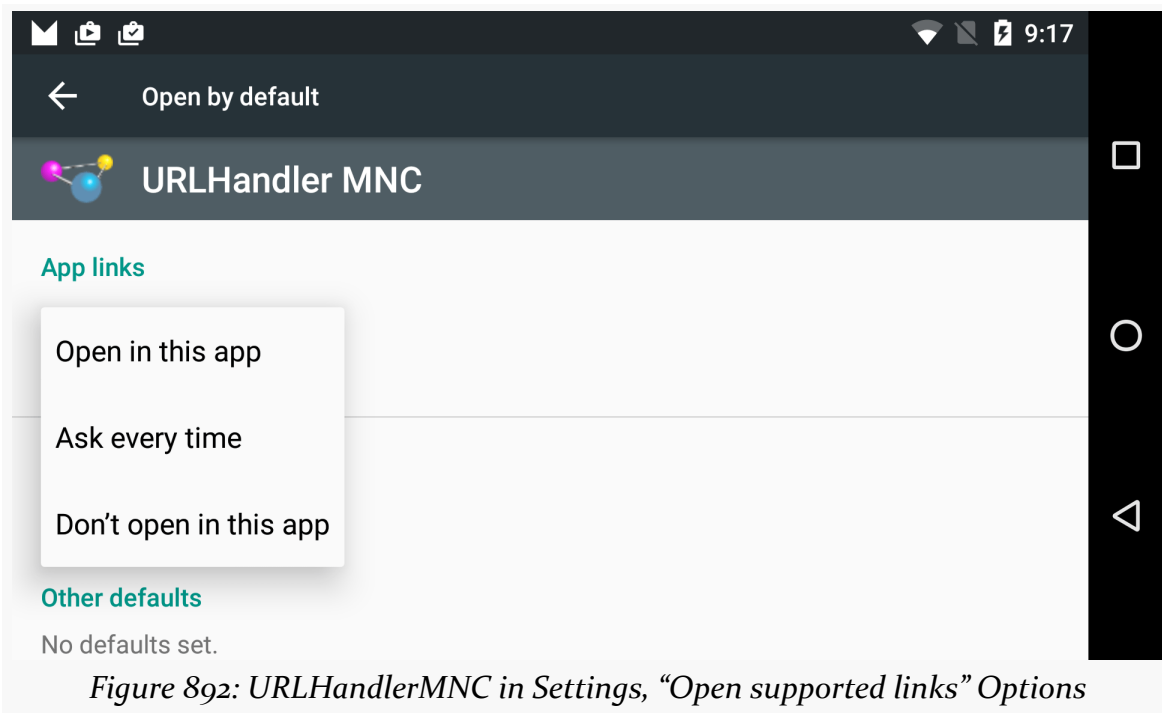 9:17
Open by default
URLHandler MNC
App links
Open in this app
Ask every time
Don’t open in this app
Other defaults
No defaults set.
Figure 892: URLHandlerMNC in Settings, “Open supported links” Options